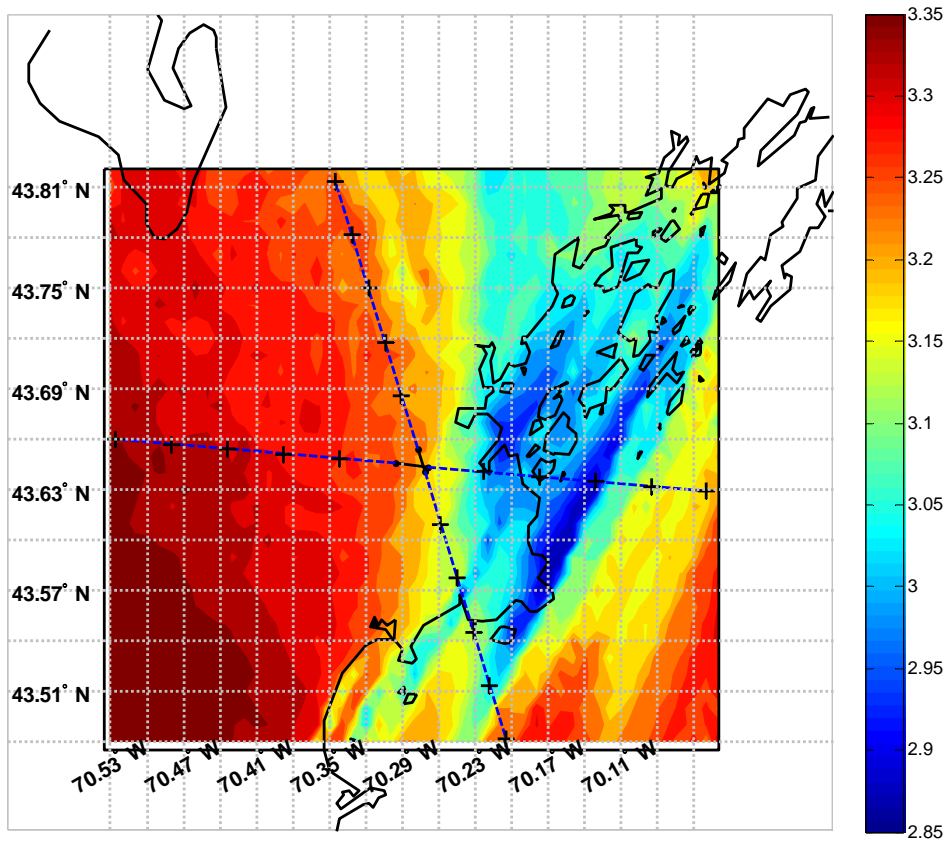 3.35
3.3
3.25
3.2
3.15
3.1
3.05
3
2.95
2.9
2.85
43.81° N
43.75° N
43.69° N
43.63° N
43.57° N
43.51° N
70.53° W
70.47° W
70.41° W
70.35° W
70.29° W
70.23° W
70.17° W
70.11° W